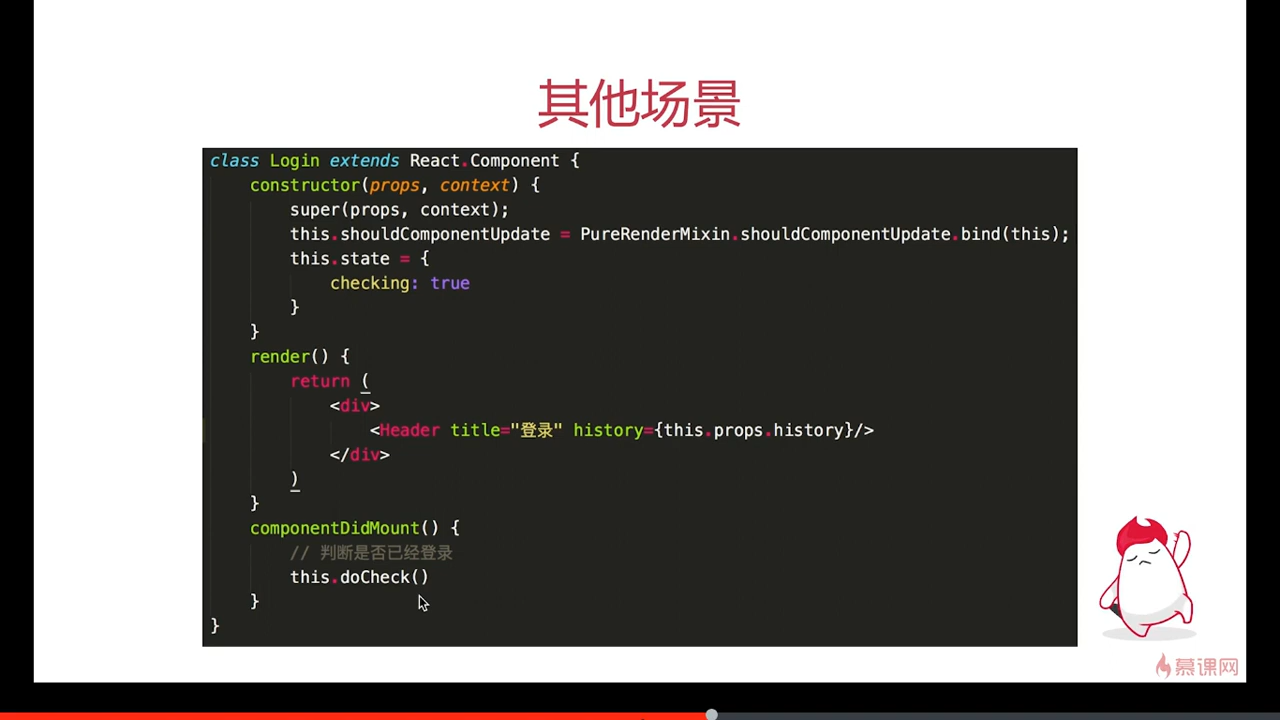 其他场景
class Login extends React.Component {
    constructor(props, context) {
        super(props, context);
        this.shouldComponentUpdate = PureRenderMixin.shouldComponentUpdate.bind(this);
        this.state = {
            checking: true
        }
    }
    render() {
        return (
            <div>
                <Header title="登录" history={this.props.history}/>
            </div>
        )
    }
    componentDidMount() {
        // 判断是否已经登录
        this.doCheck()
    }
}
慕课网